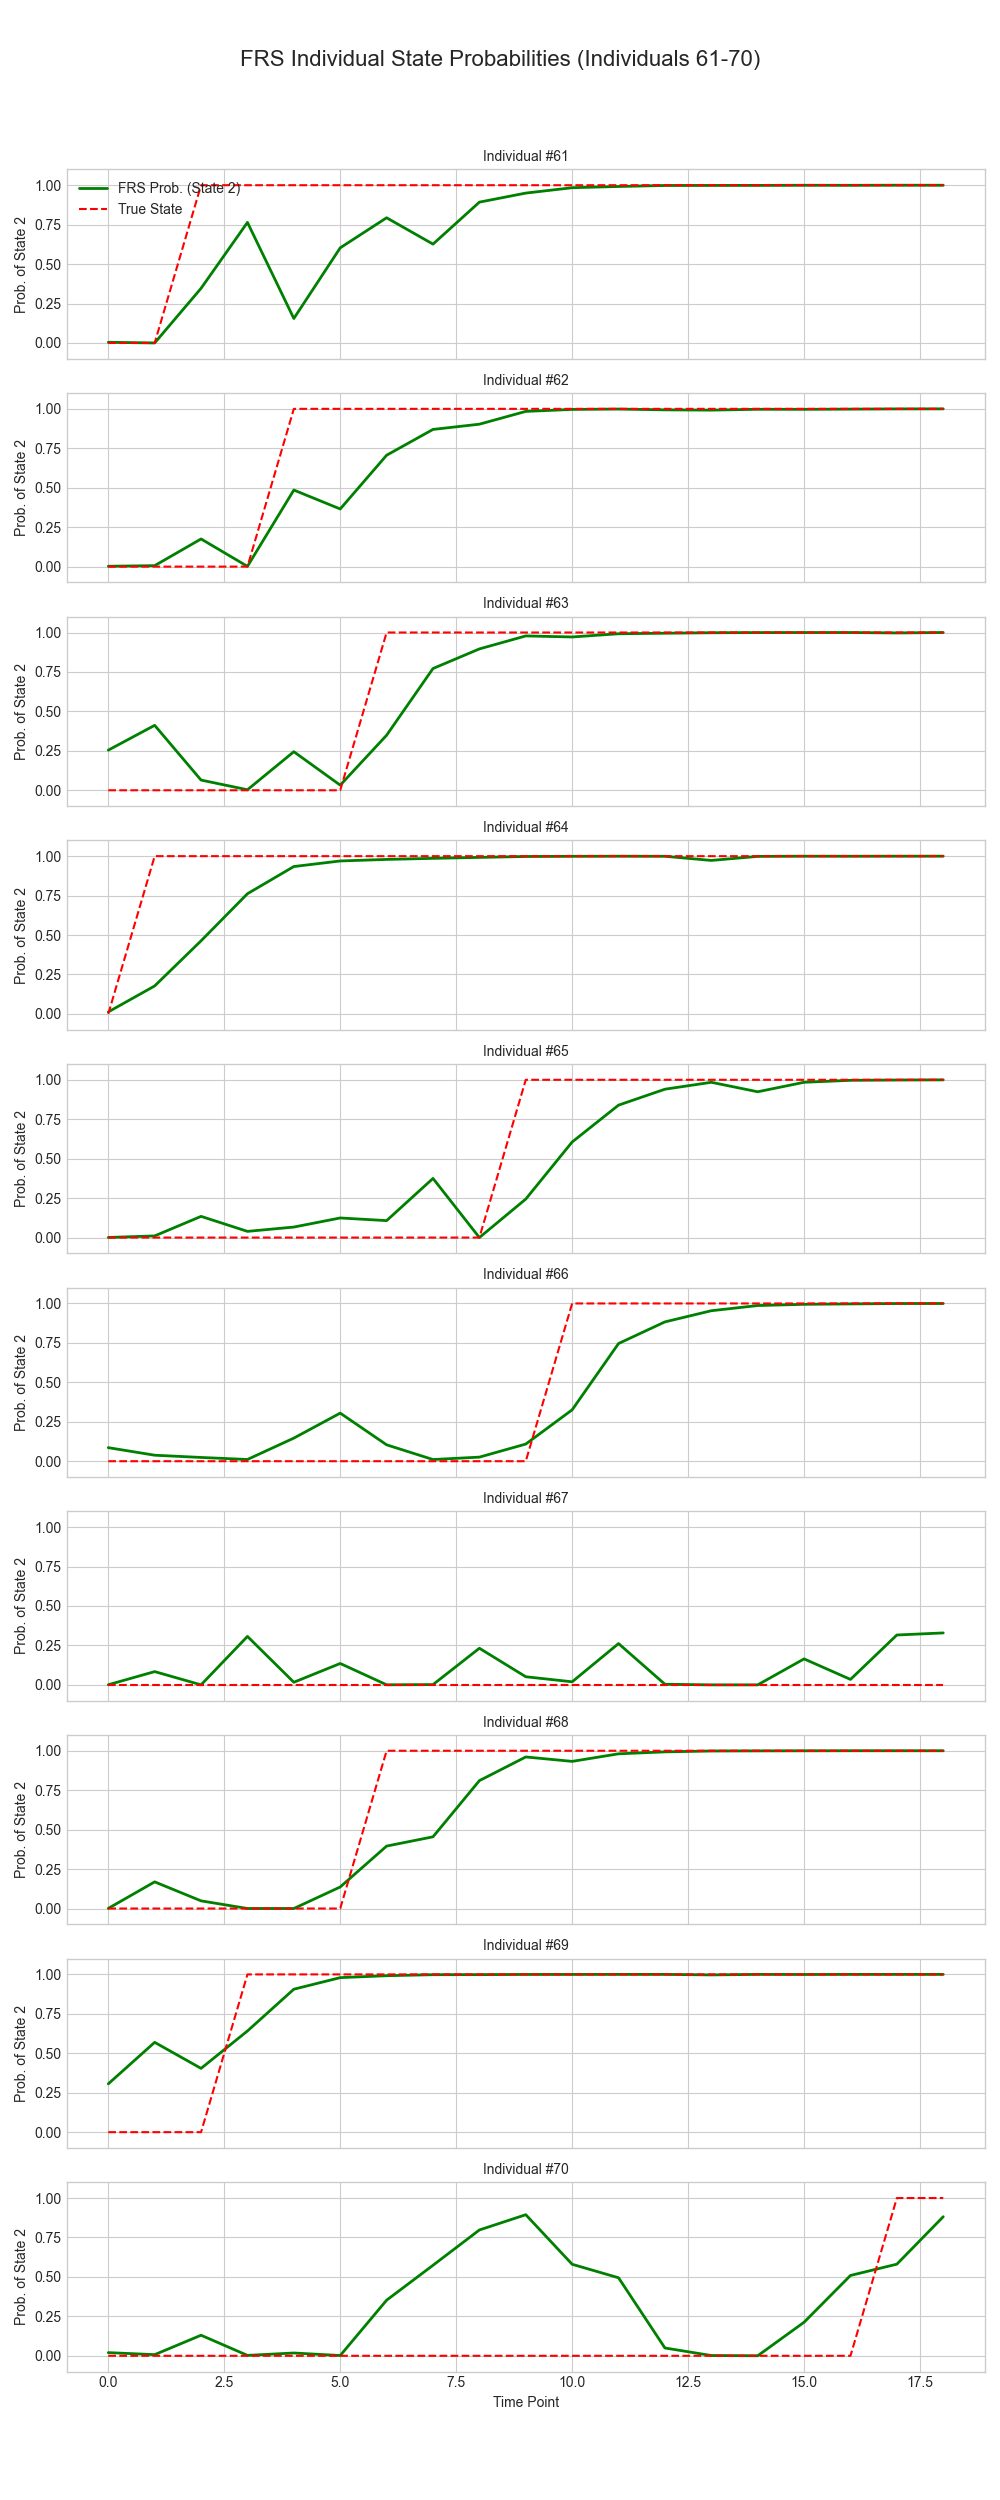 FRS Individual State Probabilities (Individuals 61-70)
Individual #61
FRS Prob. (State 2)
True State
1.00
0.75
0.50
0.25
0.00
Prob. of State 2
Individual #62
1.00
0.75
0.50
0.25
0.00
Prob. of State 2
Individual #63
1.00
0.75
0.50
0.25
0.00
Prob. of State 2
Individual #64
1.00
0.75
0.50
0.25
0.00
Prob. of State 2
Individual #65
1.00
0.75
0.50
0.25
0.00
Prob. of State 2
Individual #66
1.00
0.75
0.50
0.25
0.00
Prob. of State 2
Individual #67
1.00
0.75
0.50
0.25
0.00
Prob. of State 2
Individual #68
1.00
0.75
0.50
0.25
0.00
Prob. of State 2
Individual #69
1.00
0.75
0.50
0.25
0.00
Prob. of State 2
Individual #70
1.00
0.75
0.50
0.25
0.00
Prob. of State 2
0.0 2.5 5.0 7.5 10.0 12.5 15.0 17.5
Time Point